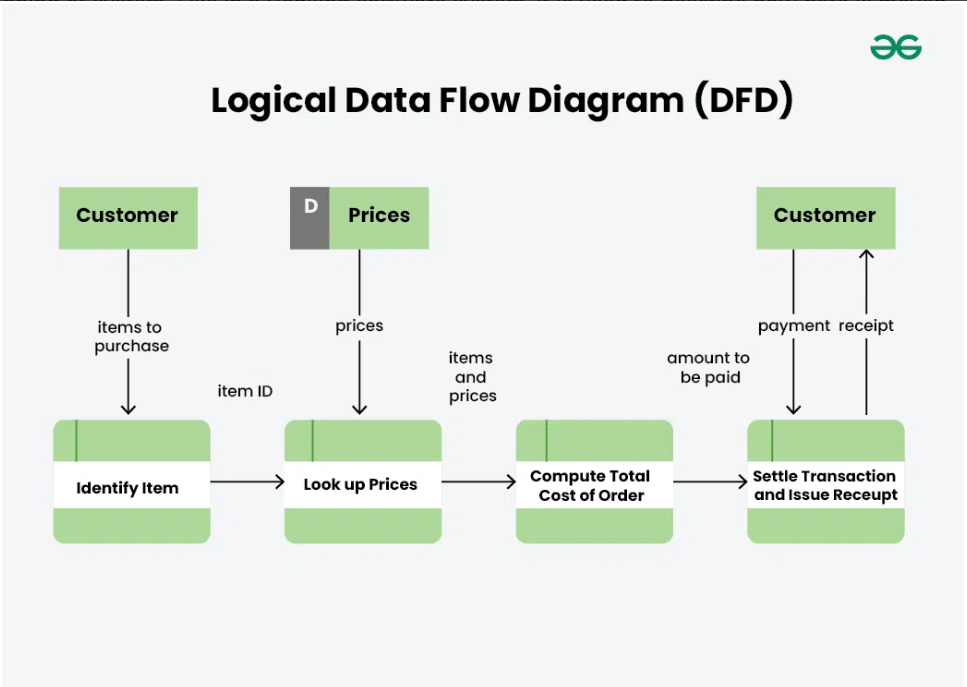 Logical Data Flow Diagram (DFD)
Customer
D
Prices
Customer
items to
purchase
prices
payment
receipt
item ID
items
and
prices
amount to
be paid
Identify Item
Look up Prices
Compute Total
Cost of Order
Settle Transaction
and Issue Receipt